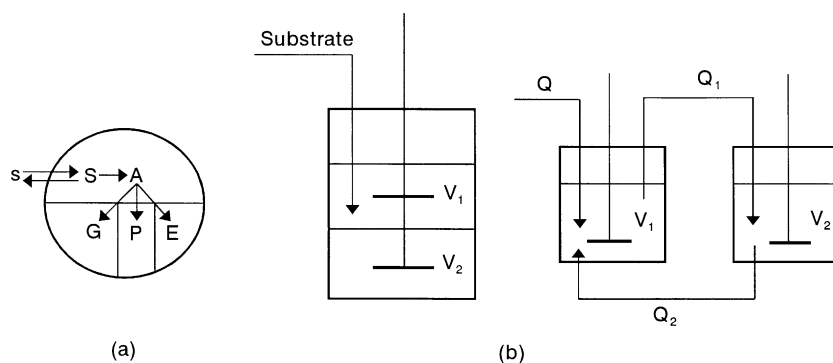 s S A
G P E
(a)
Substrate
V₁
V₂
Q
Q₁
V₁
V₂
Q₂
(b)